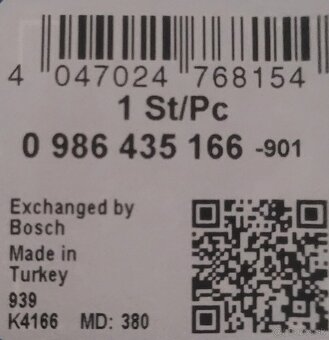 4 047024 768154
1 St/Pc
0 986 435 166 -901
Exchanged by
Bosch
Made in
Turkey
939
K4166 MD: 380